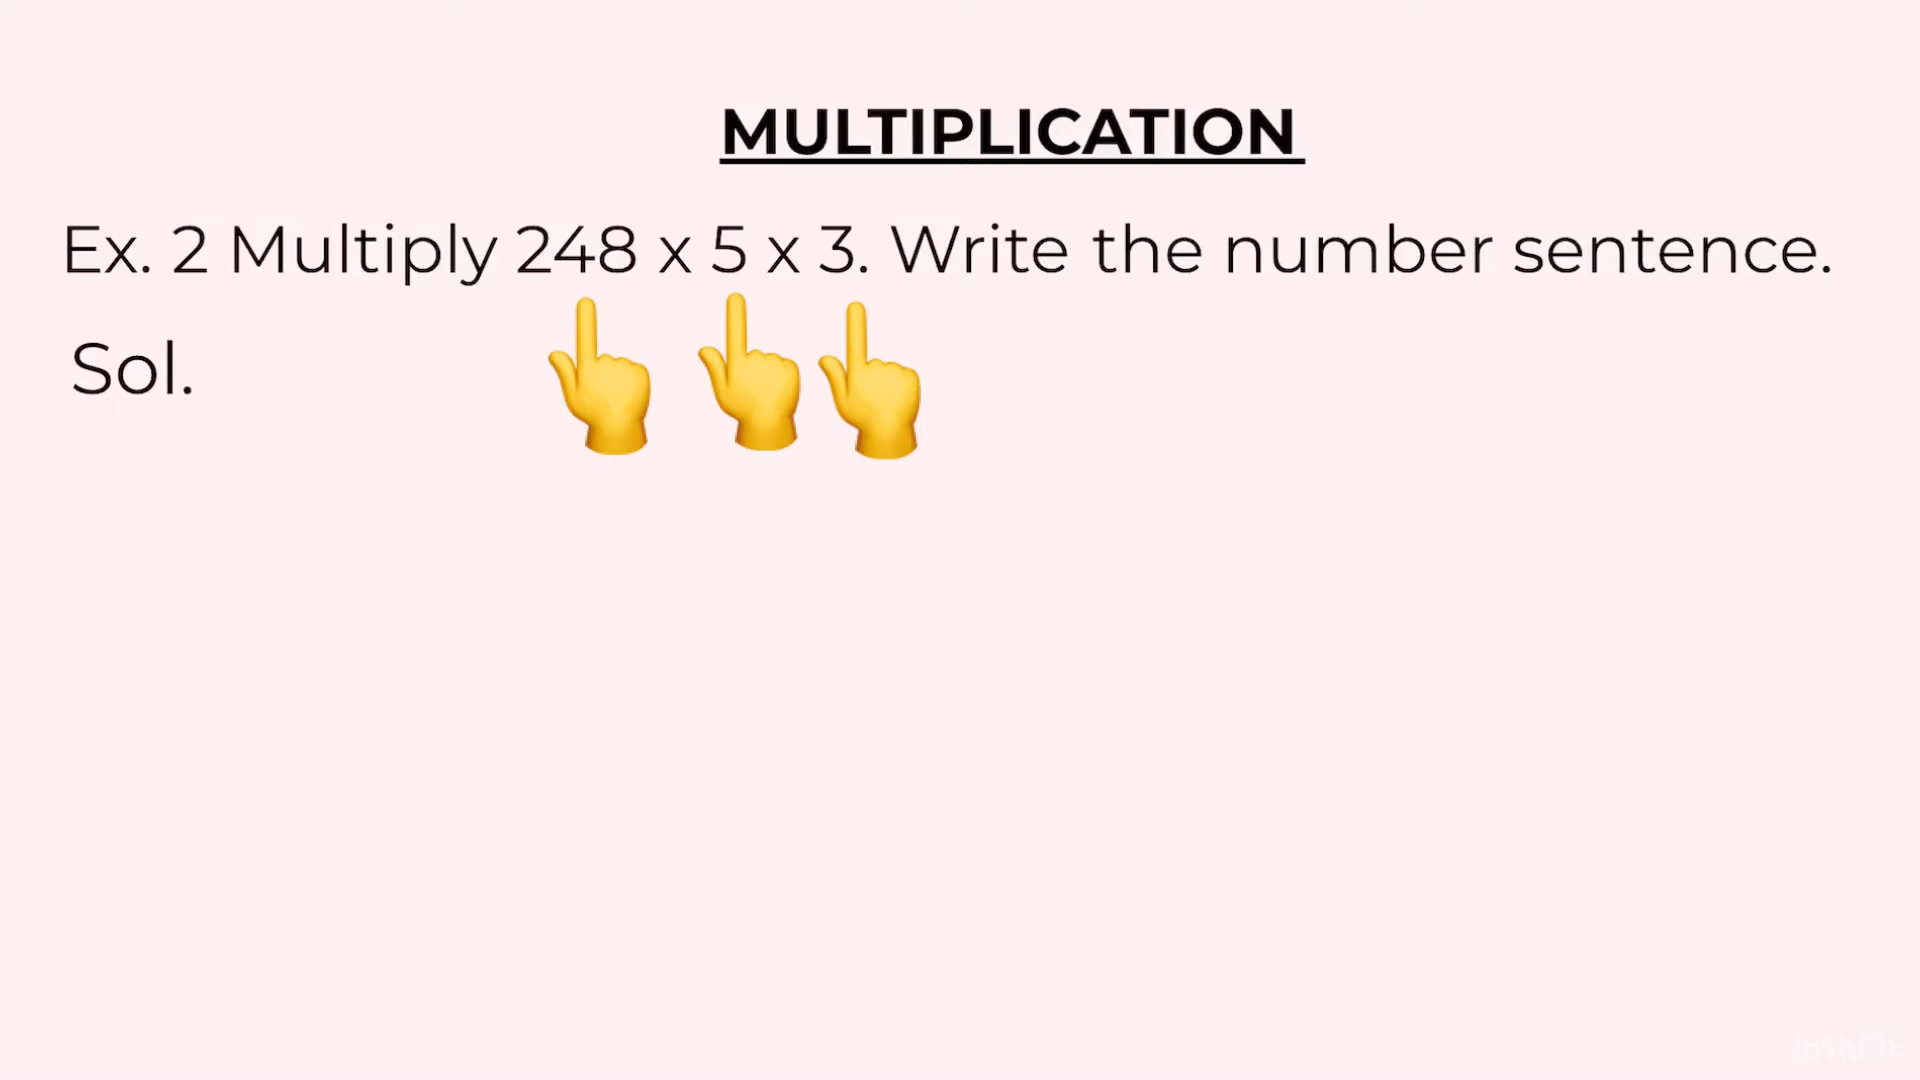 MULTIPLICATION
Ex. 2 Multiply 248 x 5 x 3. Write the number sentence.
Sol.